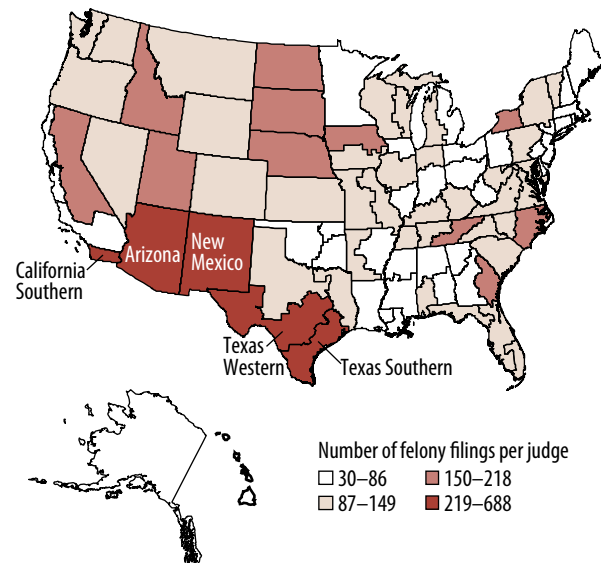 Arizona
New
Mexico
California
Southern
Texas
Western
Texas Southern
Number of felony filings per judge
30–86
150–218
87–149
219–688